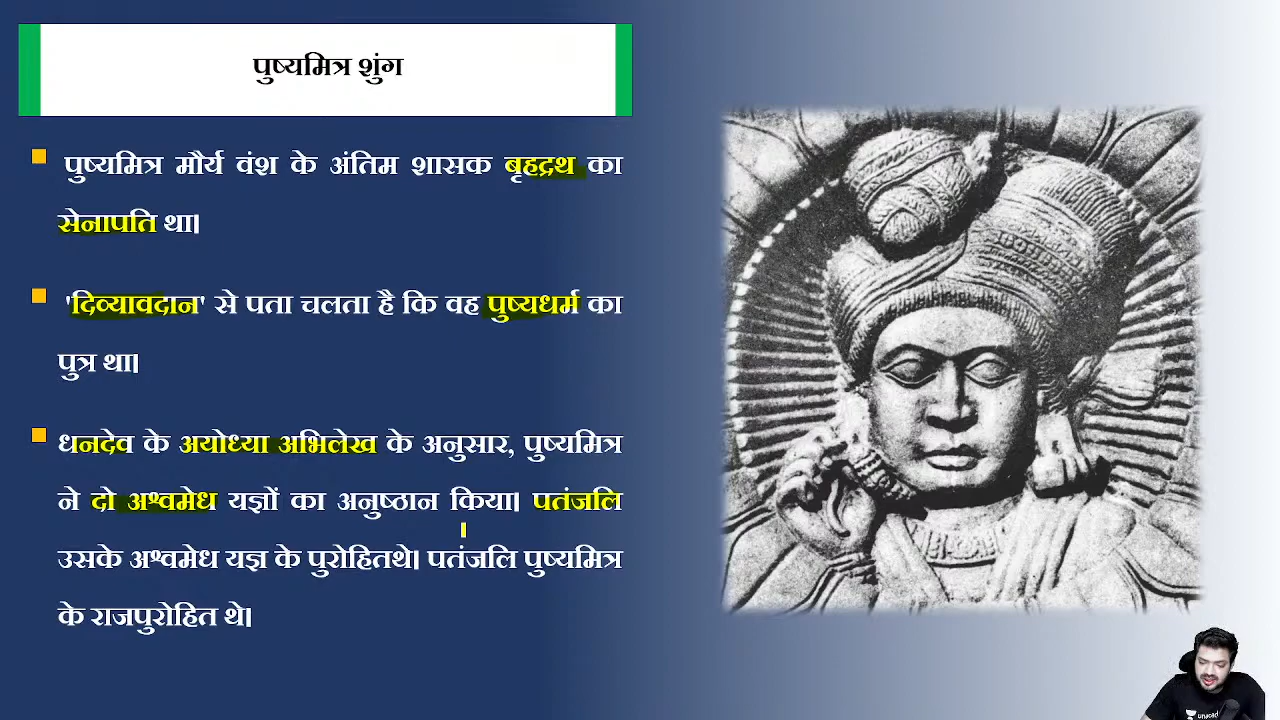 पुष्यमित्र शुंग
पुष्यमित्र मौर्य वंश के अंतिम शासक बृहद्रथ का
सेनापति था।
'दिव्यावदान' से पता चलता है कि वह पुष्यधर्म का
पुत्र था।
धनदेव के अयोध्या अभिलेख के अनुसार, पुष्यमित्र
ने दो अश्वमेध यज्ञों का अनुष्ठान किया। पतंजलि
उसके अश्वमेध यज्ञ के पुरोहितथे। पतंजलि पुष्यमित्र
के राजपुरोहित थे।